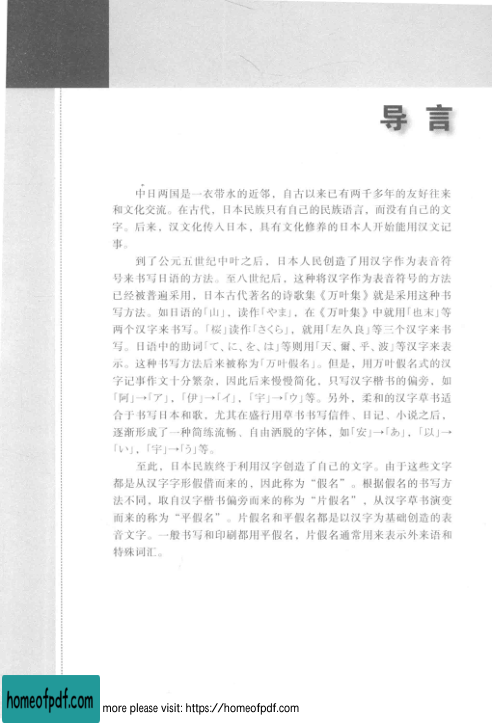 导言
中日两国是一衣带水的近邻，自古以来已有两千多年的友好往来
和文化交流。在古代，日本民族只有自己的民族语言，而没有自己的文
字。后来，汉文化传入日本，具有文化修养的日本人开始能用汉文记
事。
到了公元五世纪中叶之后，日本人民创造了用汉字作为表音符
号来书写日语的方法。至八世纪后，这种将汉字作为表音符号的方法
已经被普遍采用，日本古代著名的诗歌集《万叶集》就是采用这种书
写方法。如日语的「山」，读作「やま」，在《万叶集》中就用「也末」等
两个汉字来书写。「桜」读作「さくら」，就用「左久良」等三个汉字来书
写。日语中的助词「て、に、を、は」等则用「天、爾、乎、波」等汉字来表
示。这种书写方法后来被称为「万叶假名」。但是，用万叶假名式的汉
字记事作文十分繁杂，因此后来慢慢简化，只写汉字楷书的偏旁，如
「阿」→「ア」，「伊」→「イ」，「宇」→「ウ」等。另外，柔和的汉字草书适
合于书写日本和歌，尤其在盛行用草书书写信件、日记、小说之后，
逐渐形成了一种简练流畅、自由洒脱的字体，如「安」→「あ」，「以」→
「い」，「宇」→「う」等。
至此，日本民族终于利用汉字创造了自己的文字。由于这些文字
都是从汉字字形假借而来的，因此称为“假名”。根据假名的书写方
法不同，取自汉字楷书偏旁而来的称为“片假名”，从汉字草书演变
而来的称为“平假名”。片假名和平假名都是以汉字为基础创造的表
音文字。一般书写和印刷都用平假名，片假名通常用来表示外来语和
特殊词汇。
homeofpdf.com
more please visit: https://homeofpdf.com